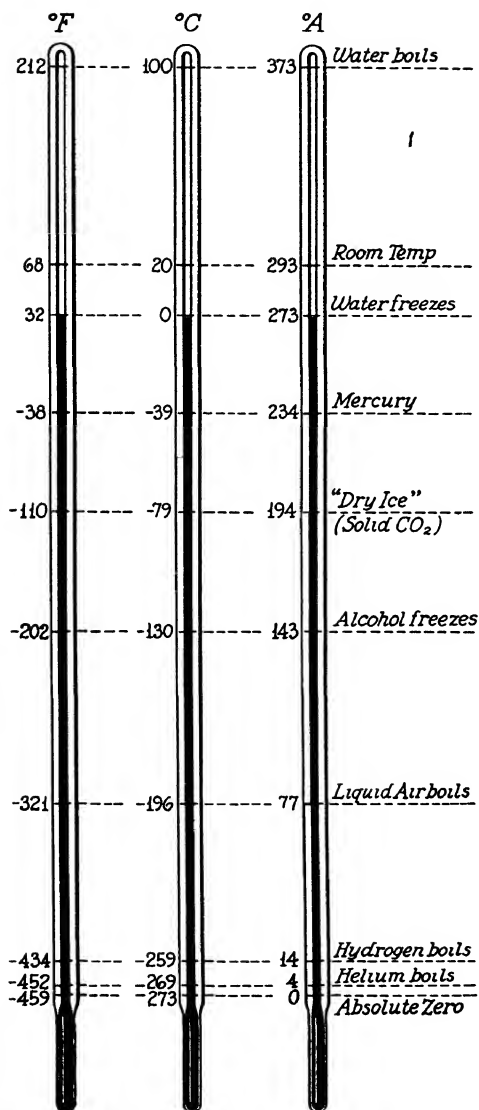 °F °C °A
212 100 373 Water boils
68 20 293 Room Temp
32 0 273 Water freezes
-38 -39 234 Mercury
-110 -79 194 "Dry Ice"
(Solid CO₂)
-202 -130 143 Alcohol freezes
-321 -196 77 Liquid Air boils
-434 -259 14 Hydrogen boils
-452 -269 4 Helium boils
-459 -273 0 Absolute Zero